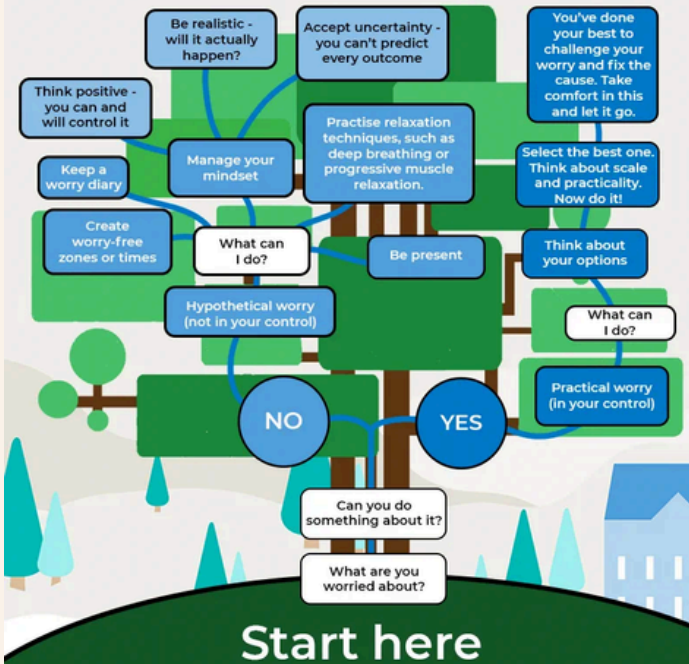 Be realistic -
will it actually
happen?
Accept uncertainty -
you can't predict
every outcome
You've done
your best to
challenge your
worry and fix the
cause. Take
comfort in this
and let it go.
Think positive -
you can and
will control it
Manage your
mindset
Practise relaxation
techniques, such as
deep breathing or
progressive muscle
relaxation.
Select the best one.
Think about scale
and practicality.
Now do it!
Keep a
worry diary
Create
worry-free
zones or times
What can
I do?
Be present
Think about
your options
Hypothetical worry
(not in your control)
What can
I do?
Practical worry
(in your control)
NO
YES
Can you do
something about it?
What are you
worried about?
Start here